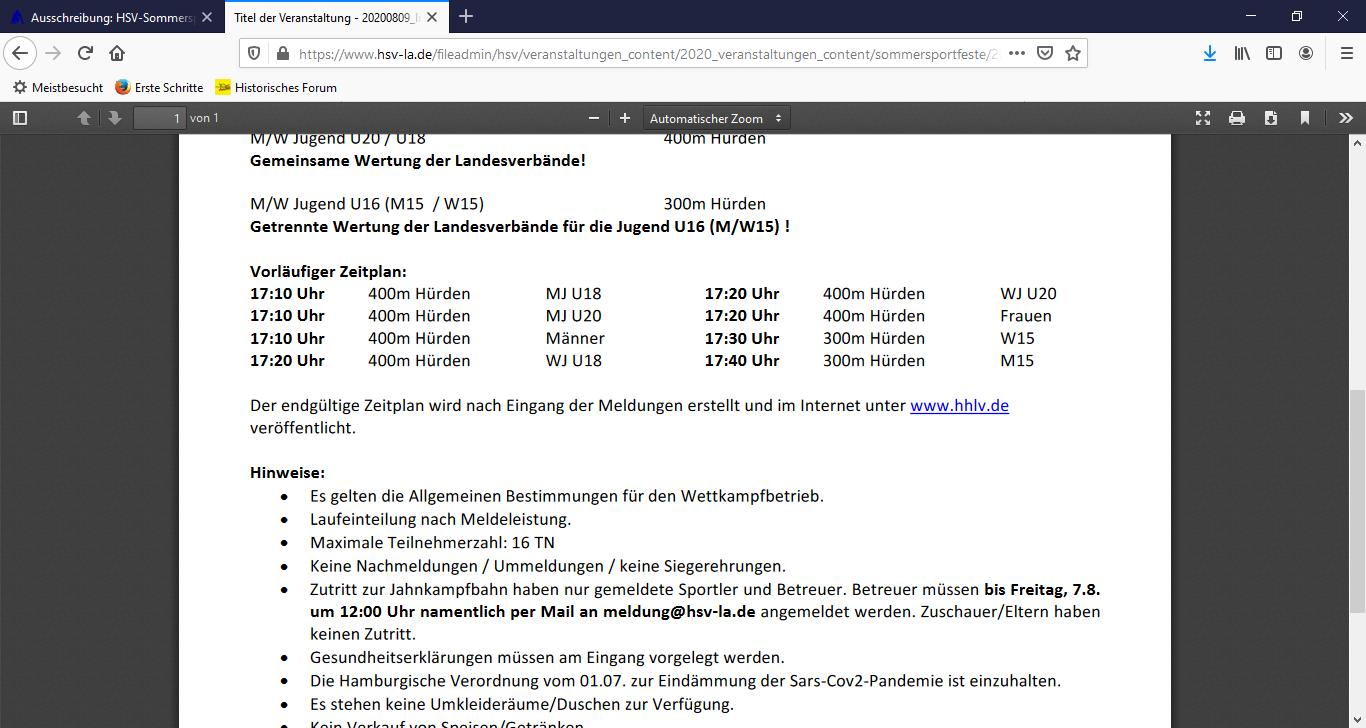 Ausschreibung: HSV-Sommersp
Titel der Veranstaltung - 20200809_l
https://www.hsv-la.de/fileadmin/hsv/veranstaltungen_content/2020_veranstaltungen_content/sommersportfeste/2
Meistbesucht Erste Schritte Historisches Forum
1 von 1 Automatischer Zoom
M/W Jugend U20 / U18 400m Hürden
Gemeinsame Wertung der Landesverbände!
M/W Jugend U16 (M15 / W15) 300m Hürden
Getrennte Wertung der Landesverbände für die Jugend U16 (M/W15) !
Vorläufiger Zeitplan:
17:10 Uhr 400m Hürden MJ U18 17:20 Uhr 400m Hürden WJ U20
17:10 Uhr 400m Hürden MJ U20 17:20 Uhr 400m Hürden Frauen
17:10 Uhr 400m Hürden Männer 17:30 Uhr 300m Hürden W15
17:20 Uhr 400m Hürden WJ U18 17:40 Uhr 300m Hürden M15
Der endgültige Zeitplan wird nach Eingang der Meldungen erstellt und im Internet unter www.hhlv.de
veröffentlicht.
Hinweise:
• Es gelten die Allgemeinen Bestimmungen für den Wettkampfbetrieb.
• Laufeinteilung nach Meldeleistung.
• Maximale Teilnehmerzahl: 16 TN
• Keine Nachmeldungen / Ummeldungen / keine Siegerehrungen.
• Zutritt zur Jahnkampfbahn haben nur gemeldete Sportler und Betreuer. Betreuer müssen bis Freitag, 7.8.
um 12:00 Uhr namentlich per Mail an meldung@hsv-la.de angemeldet werden. Zuschauer/Eltern haben
keinen Zutritt.
• Gesundheitserklärungen müssen am Eingang vorgelegt werden.
• Die Hamburgische Verordnung vom 01.07. zur Eindämmung der Sars-Cov2-Pandemie ist einzuhalten.
• Es stehen keine Umkleideräume/Duschen zur Verfügung.
• Kein Verkauf von Speisen/Getränken